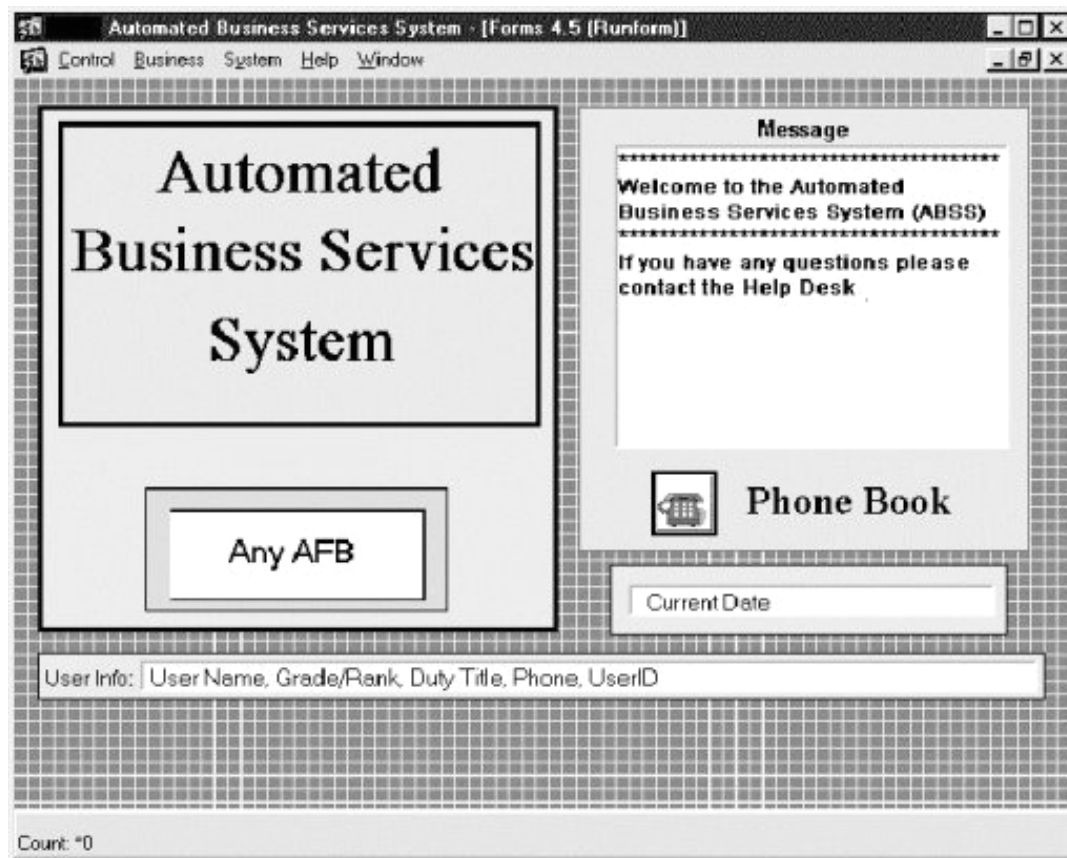 Automated Business Services System - [Forms 4.5 (Runform)]
Control Business System Help Window
Automated
Business Services
System
Any AFB
Message
**************************************
Welcome to the Automated
Business Services System (ABSS)
**************************************
If you have any questions please
contact the Help Desk
Phone Book
Current Date
User Info: User Name, Grade/Rank, Duty Title, Phone, UserID
Count: *0